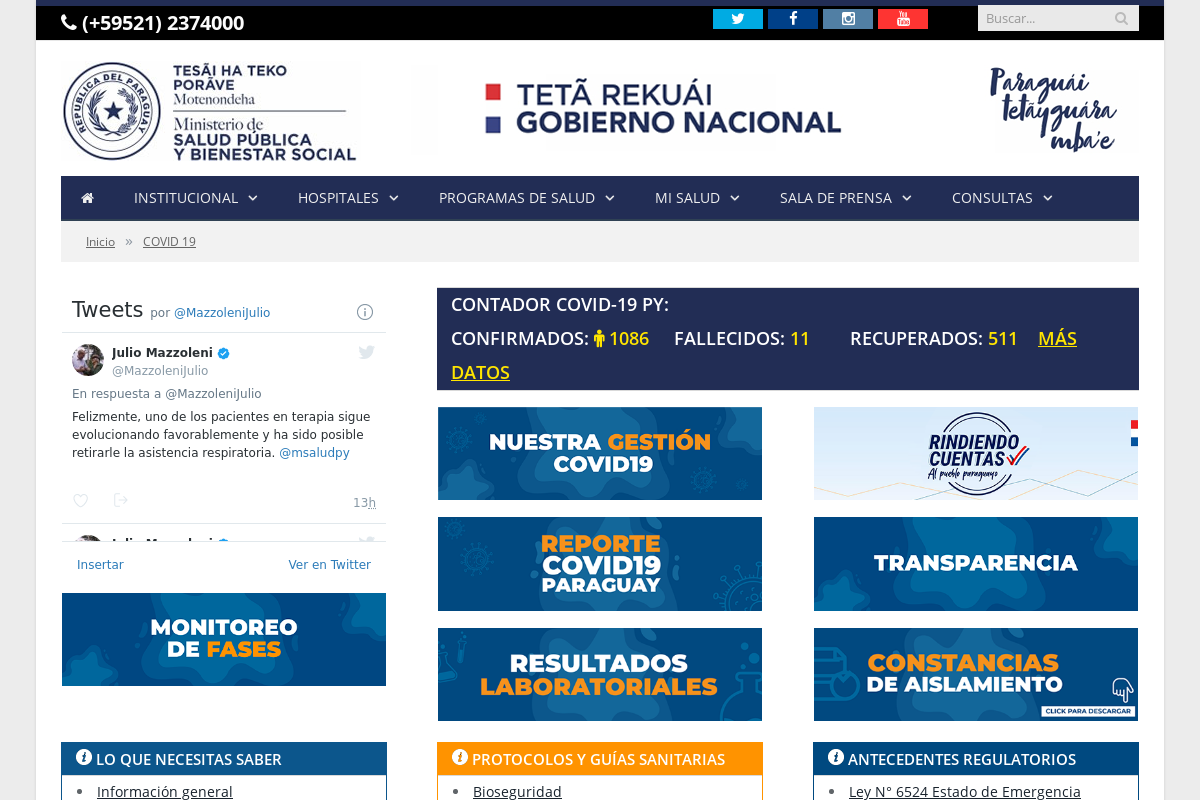 (+59521) 2374000
Buscar...
REPUBLICA DEL PARAGUAY
TESÃI HA TEKO
PORÃVE
Motenondeha
Ministerio de
SALUD PÚBLICA
Y BIENESTAR SOCIAL
TETÃ REKUÁI
GOBIERNO NACIONAL
Paraguái
tetãyguára
mba'e
INSTITUCIONAL
HOSPITALES
PROGRAMAS DE SALUD
MI SALUD
SALA DE PRENSA
CONSULTAS
Inicio » COVID 19
Tweets por @MazzoleniJulio
Julio Mazzoleni
@MazzoleniJulio
En respuesta a @MazzoleniJulio
Felizmente, uno de los pacientes en terapia sigue
evolucionando favorablemente y ha sido posible
retirarle la asistencia respiratoria. @msaludpy
13h
Julio Mazzoleni
Insertar
Ver en Twitter
MONITOREO
DE FASES
CONTADOR COVID-19 PY:
CONFIRMADOS: 1086 FALLECIDOS: 11 RECUPERADOS: 511 MÁS
DATOS
NUESTRA GESTIÓN
COVID19
RINDIENDO
CUENTAS
Al pueblo paraguayo
REPORTE
COVID19
PARAGUAY
TRANSPARENCIA
RESULTADOS
LABORATORIALES
CONSTANCIAS
DE AISLAMIENTO
CLICK PARA DESCARGAR
LO QUE NECESITAS SABER
Información general
PROTOCOLOS Y GUÍAS SANITARIAS
Bioseguridad
ANTECEDENTES REGULATORIOS
Ley N° 6524 Estado de Emergencia